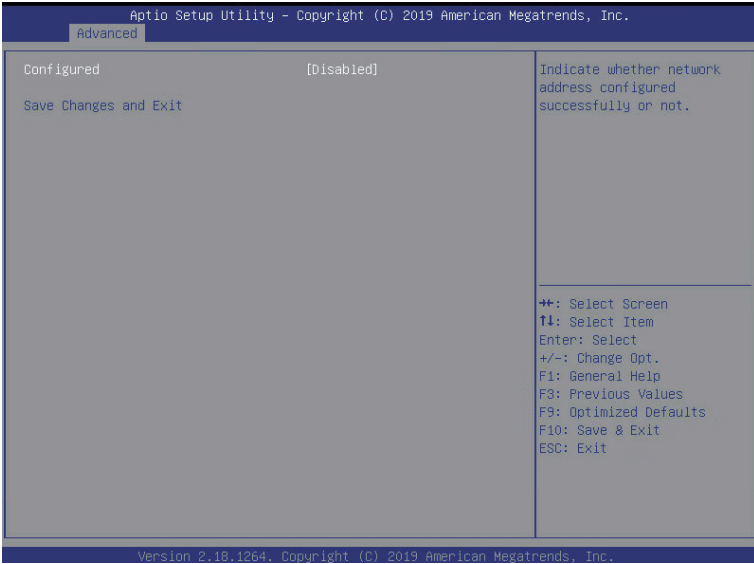 Aptio Setup Utility – Copyright (C) 2019 American Megatrends, Inc.
Advanced
Configured [Disabled]
Save Changes and Exit
Indicate whether network
address configured
successfully or not.
→←: Select Screen
↑↓: Select Item
Enter: Select
+/-: Change Opt.
F1: General Help
F3: Previous Values
F9: Optimized Defaults
F10: Save & Exit
ESC: Exit
Version 2.18.1264. Copyright (C) 2019 American Megatrends, Inc.